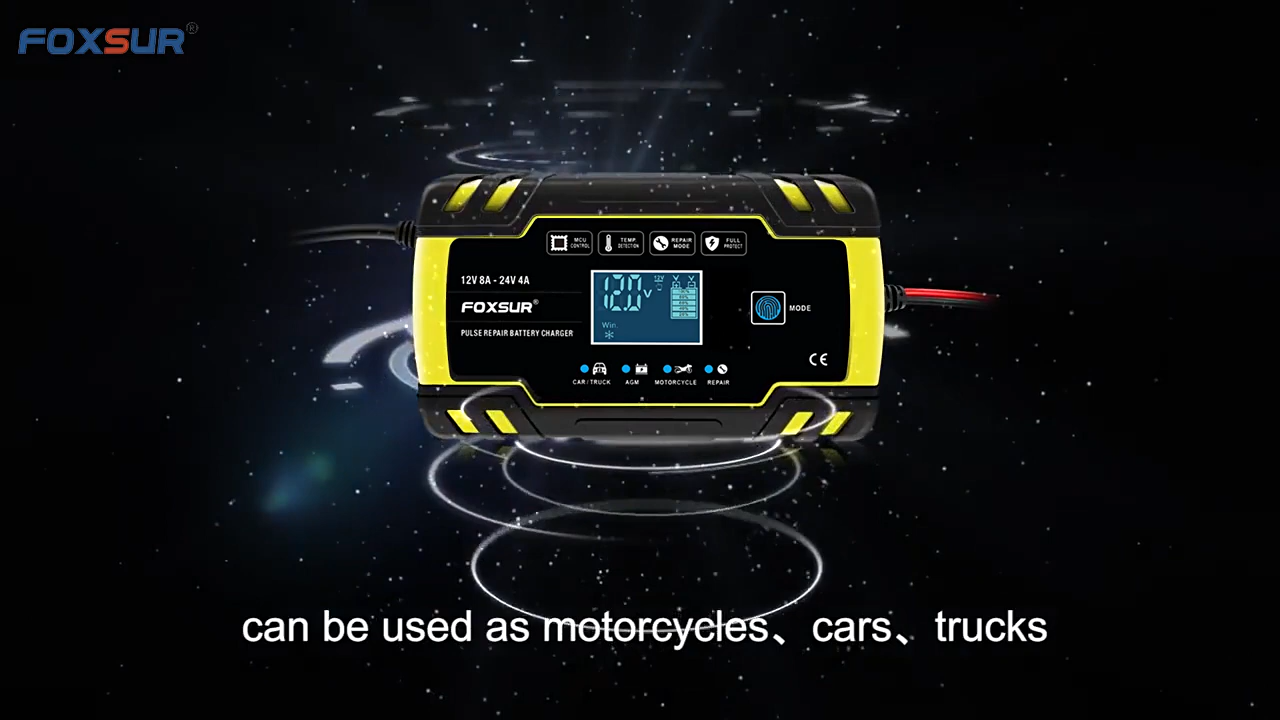 FOXSUR®
MCU CONTROL
TEMP. DETECTION
REPAIR MODE
FULL PROTECT
12V 8A - 24V 4A
FOXSUR®
PULSE REPAIR BATTERY CHARGER
12.0V
12V
Win.
MODE
CE
CAR / TRUCK
AGM
MOTORCYCLE
REPAIR
can be used as motorcycles、cars、trucks